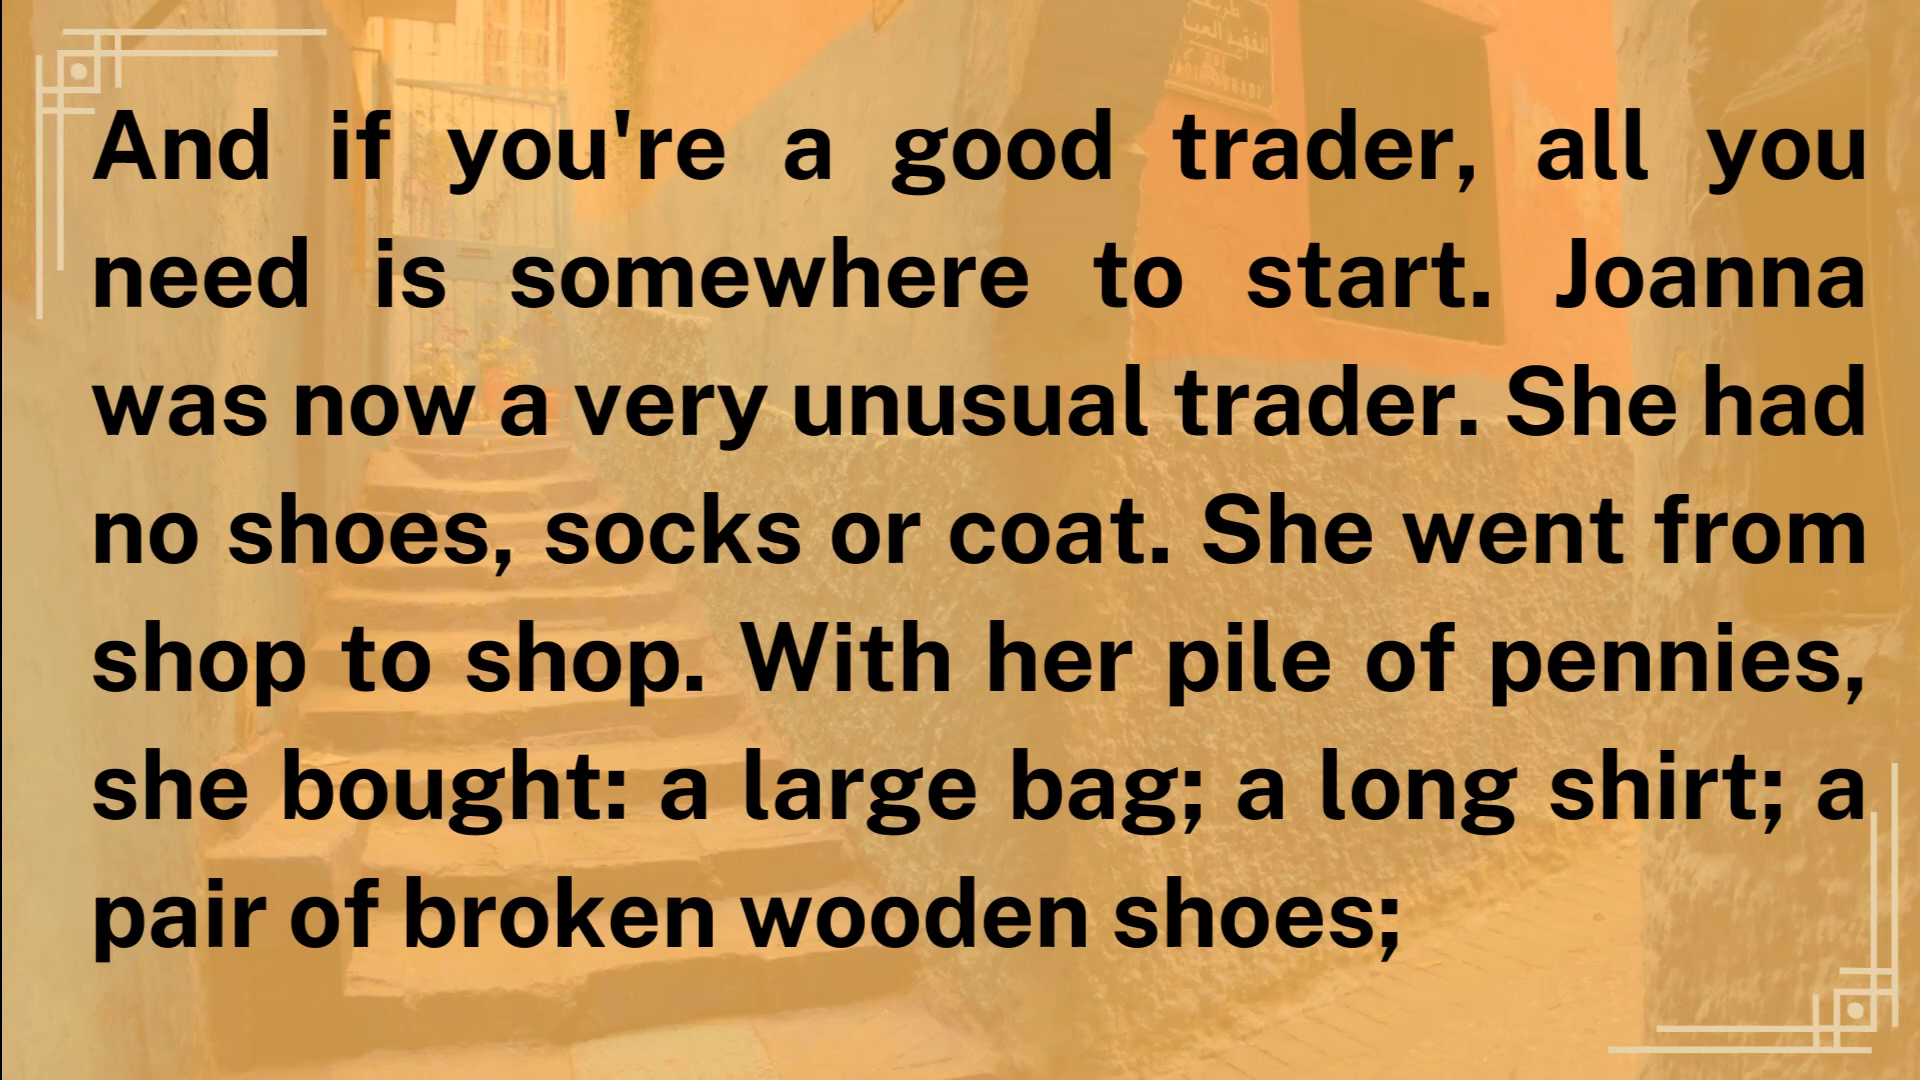 طريق
And if you're a good trader, all you
need is somewhere to start. Joanna
was now a very unusual trader. She had
no shoes, socks or coat. She went from
shop to shop. With her pile of pennies,
she bought: a large bag; a long shirt; a
pair of broken wooden shoes;